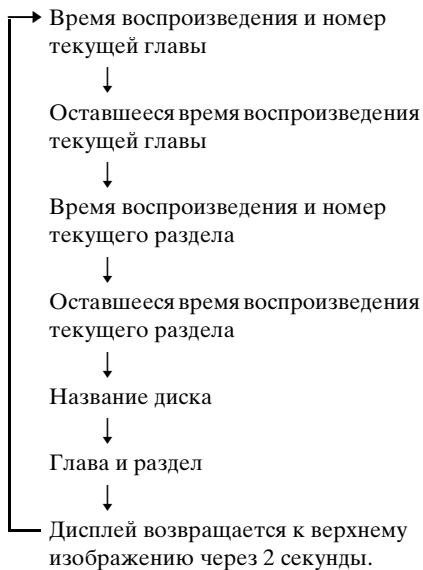 Время воспроизведения и номер
текущей главы
Оставшееся время воспроизведения
текущей главы
Время воспроизведения и номер
текущего раздела
Оставшееся время воспроизведения
текущего раздела
Название диска
Глава и раздел
Дисплей возвращается к верхнему
изображению через 2 секунды.